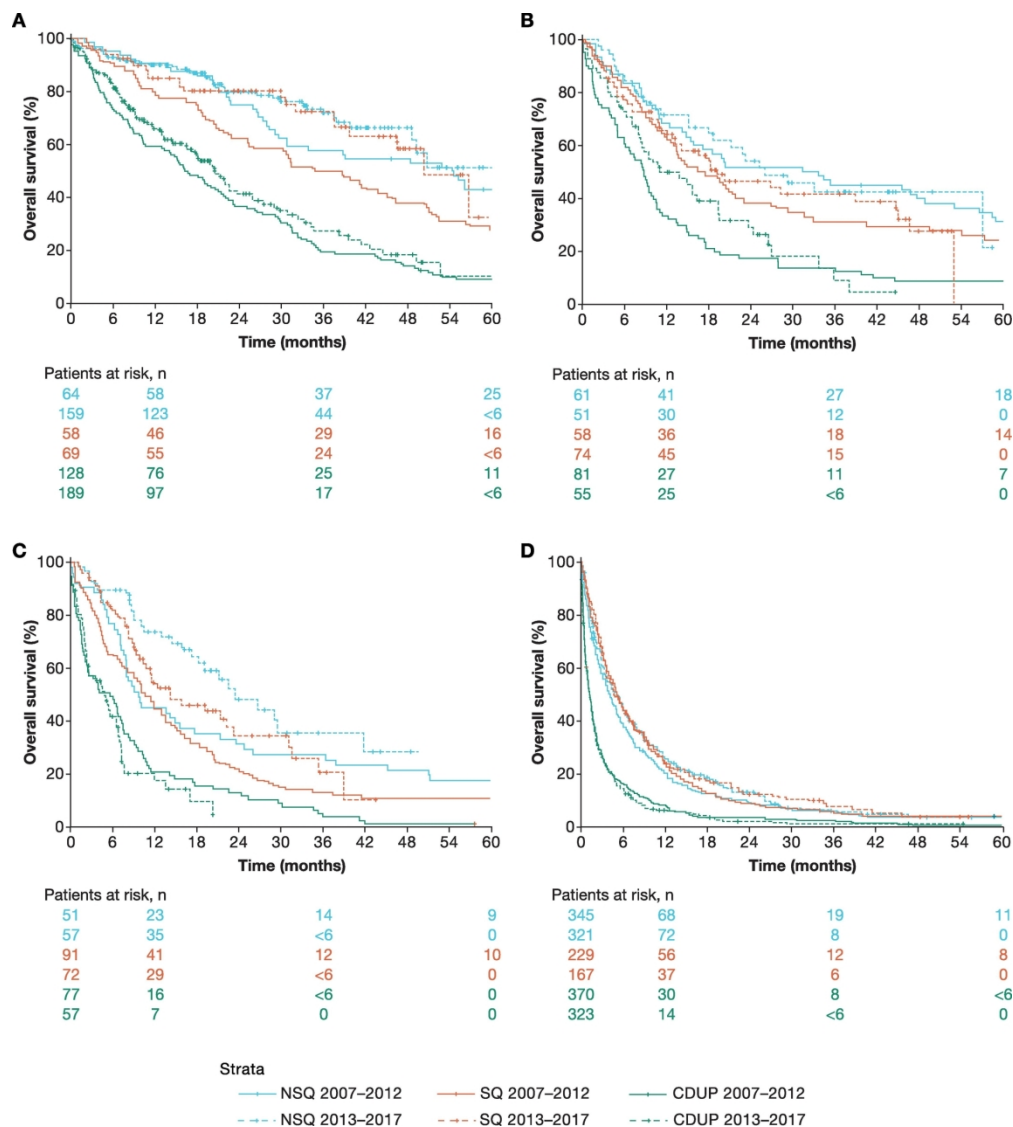 A
Overall survival (%)
100
80
60
40
20
0
0 6 12 18 24 30 36 42 48 54 60
Time (months)
Patients at risk, n
64 58 37 25
159 123 44 <6
58 46 29 16
69 55 24 <6
128 76 25 11
189 97 17 <6
B
Overall survival (%)
100
80
60
40
20
0
0 6 12 18 24 30 36 42 48 54 60
Time (months)
Patients at risk, n
61 41 27 18
51 30 12 0
58 36 18 14
74 45 15 0
81 27 11 7
55 25 <6 0
C
Overall survival (%)
100
80
60
40
20
0
0 6 12 18 24 30 36 42 48 54 60
Time (months)
Patients at risk, n
51 23 14 9
57 35 <6 0
91 41 12 10
72 29 <6 0
77 16 <6 0
57 7 0 0
D
Overall survival (%)
100
80
60
40
20
0
0 6 12 18 24 30 36 42 48 54 60
Time (months)
Patients at risk, n
345 68 19 11
321 72 8 0
229 56 12 8
167 37 6 0
370 30 8 <6
323 14 <6 0
Strata
NSQ 2007–2012 SQ 2007–2012 CDUP 2007–2012
NSQ 2013–2017 SQ 2013–2017 CDUP 2013–2017